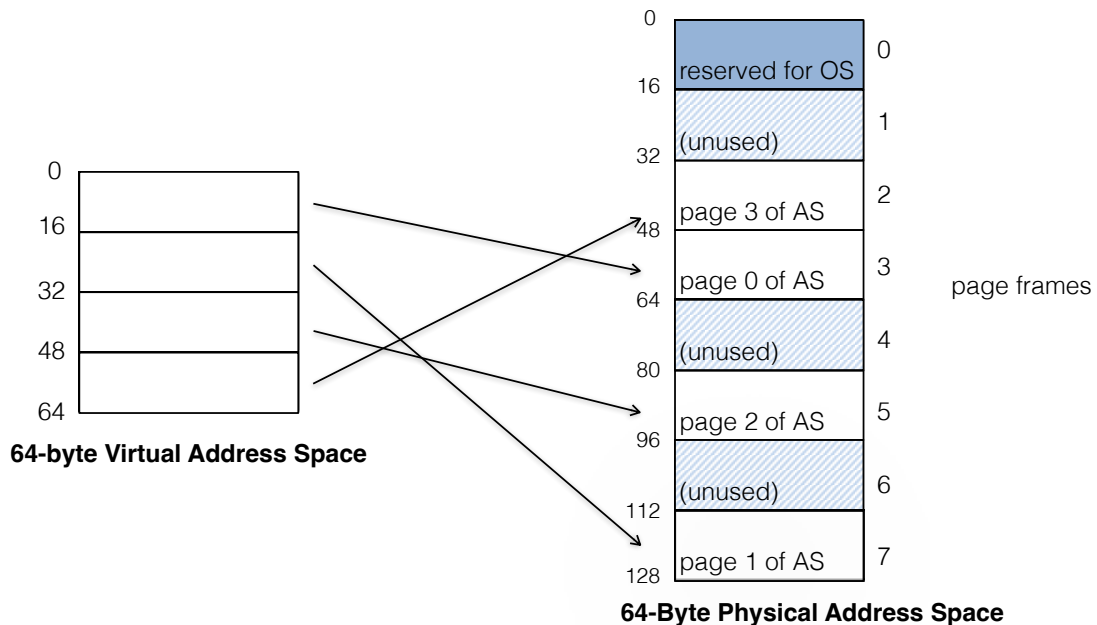 0
16
32
48
64
64-byte Virtual Address Space
0
reserved for OS
0
16
(unused)
1
32
page 3 of AS
2
48
page 0 of AS
3
page frames
64
(unused)
4
80
page 2 of AS
5
96
(unused)
6
112
page 1 of AS
7
128
64-Byte Physical Address Space